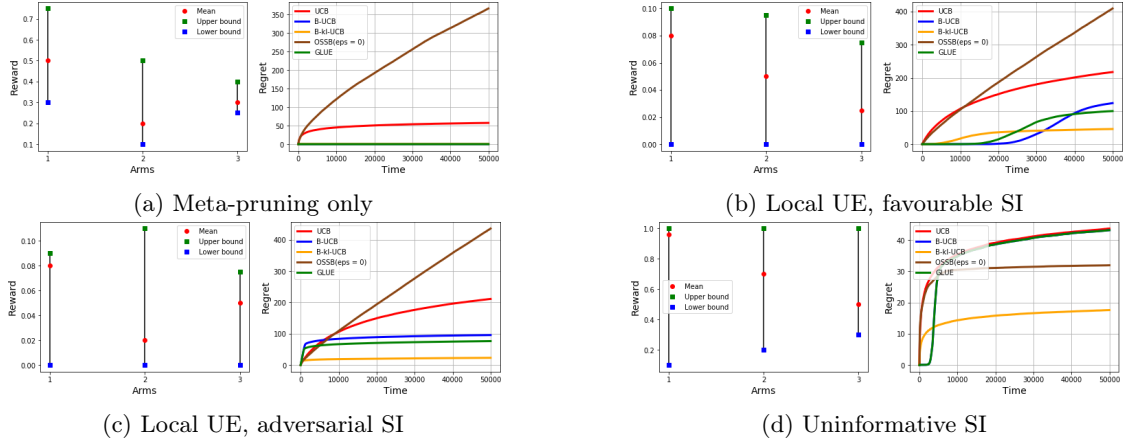 Reward
0.7
0.6
0.5
0.4
0.3
0.2
0.1
Mean
Upper bound
Lower bound
1
2
3
Arms
Regret
350
300
250
200
150
100
50
0
UCB
B-UCB
B-kl-UCB
OSSB(eps = 0)
GLUE
0
10000
20000
30000
40000
50000
Time
(a) Meta-pruning only
Reward
0.10
0.08
0.06
0.04
0.02
0.00
Mean
Upper bound
Lower bound
1
2
3
Arms
Regret
400
300
200
100
0
UCB
B-UCB
B-kl-UCB
OSSB(eps = 0)
GLUE
0
10000
20000
30000
40000
50000
Time
(b) Local UE, favourable SI
Reward
0.10
0.08
0.06
0.04
0.02
0.00
Mean
Upper bound
Lower bound
1
2
3
Arms
Regret
400
300
200
100
0
UCB
B-UCB
B-kl-UCB
OSSB(eps = 0)
GLUE
0
10000
20000
30000
40000
50000
Time
(c) Local UE, adversarial SI
Reward
1.0
0.8
0.6
0.4
0.2
Mean
Upper bound
Lower bound
1
2
3
Arms
Regret
40
30
20
10
0
UCB
B-UCB
B-kl-UCB
OSSB(eps = 0)
GLUE
0
10000
20000
30000
40000
50000
Time
(d) Uninformative SI